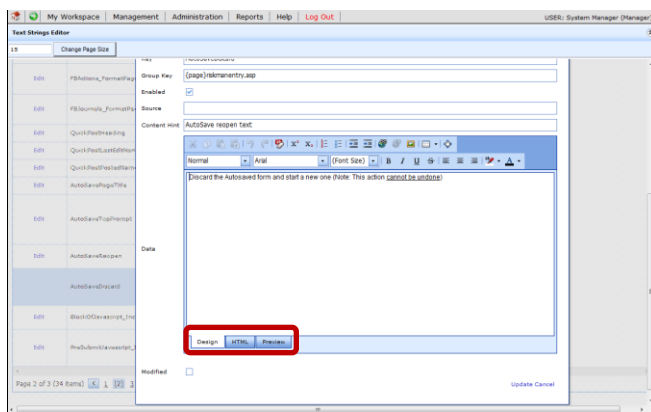 My Workspace | Management | Administration | Reports | Help | Log Out
USER: System Manager (Manager)
Text Strings Editor
15 Change Page Size
Key AutoSaveDiscard
Group Key {page}riskmanentry.asp
Enabled
Source
Content Hint AutoSave reopen text
Normal Arial (Font Size) B I U
Discard the Autosaved form and start a new one (Note: This action cannot be undone)
Data
Design HTML Preview
Modified
Update Cancel
Edit
Edit
Edit QuickPostHeading
Edit
Edit
Edit AutoSavePageTitle
Edit AutoSaveTopPrompt
Edit AutoSaveReopen
AutoSaveDiscard
Edit
Edit
Page 2 of 3 (34 items) < 1 [2] 3